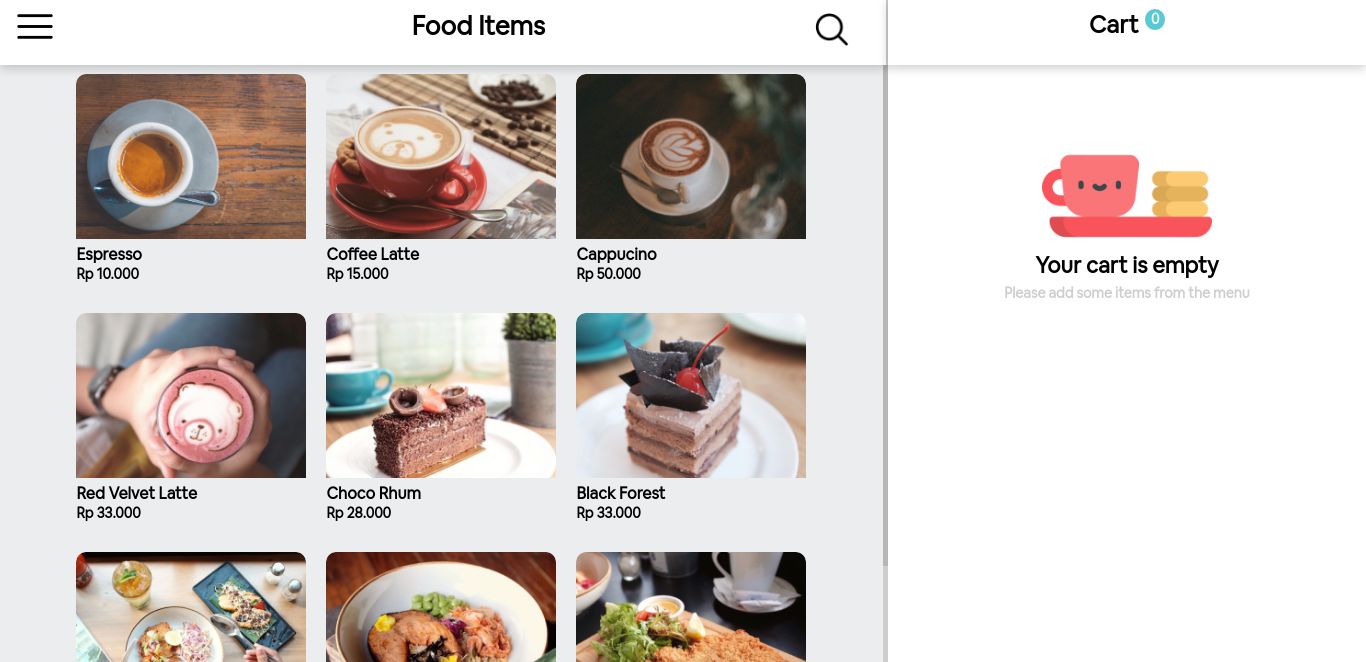 Food Items
Cart 0
Espresso
Rp 10.000
Coffee Latte
Rp 15.000
Cappucino
Rp 50.000
Red Velvet Latte
Rp 33.000
Choco Rhum
Rp 28.000
Black Forest
Rp 33.000
Your cart is empty
Please add some items from the menu